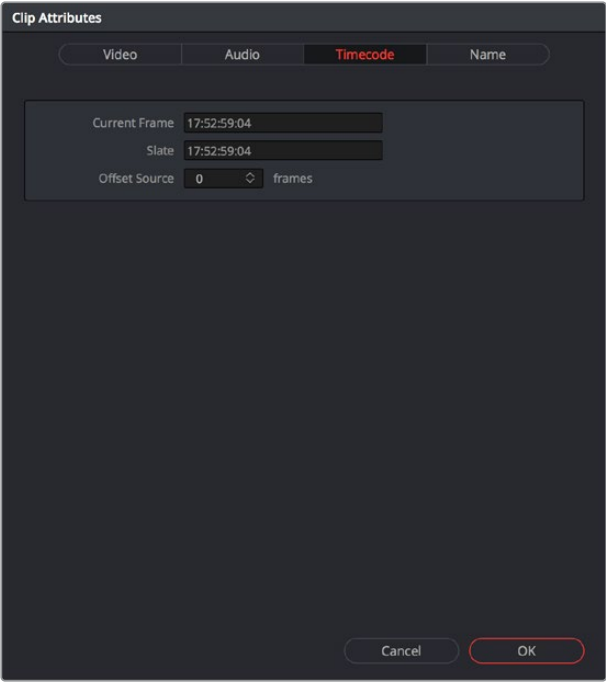 Clip Attributes
Video Audio Timecode Name
Current Frame 17:52:59:04
Slate 17:52:59:04
Offset Source 0 frames
Cancel OK